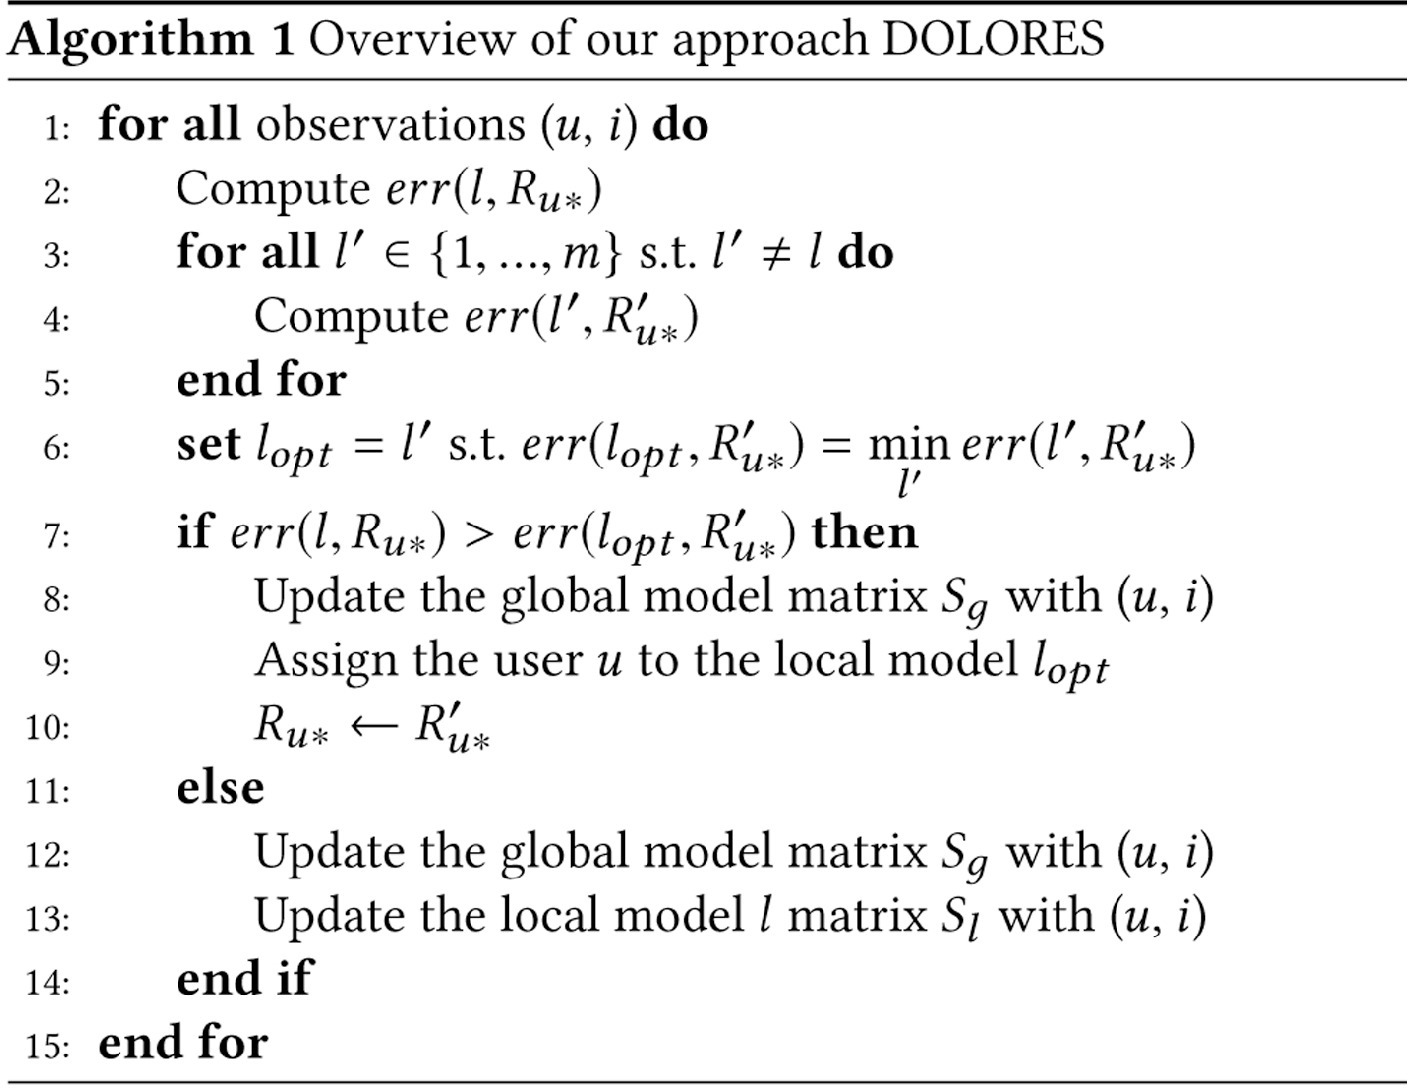 Algorithm 1 Overview of our approach DOLORES
1: for all observations (u, i) do
2: Compute err(l, R_{u*})
3: for all l′ ∈ {1, ..., m} s.t. l′ ≠ l do
4: Compute err(l′, R′_{u*})
5: end for
6: set l_{opt} = l′ s.t. err(l_{opt}, R′_{u*}) = min_{l′} err(l′, R′_{u*})
7: if err(l, R_{u*}) > err(l_{opt}, R′_{u*}) then
8: Update the global model matrix S_g with (u, i)
9: Assign the user u to the local model l_{opt}
10: R_{u*} ← R′_{u*}
11: else
12: Update the global model matrix S_g with (u, i)
13: Update the local model l matrix S_l with (u, i)
14: end if
15: end for